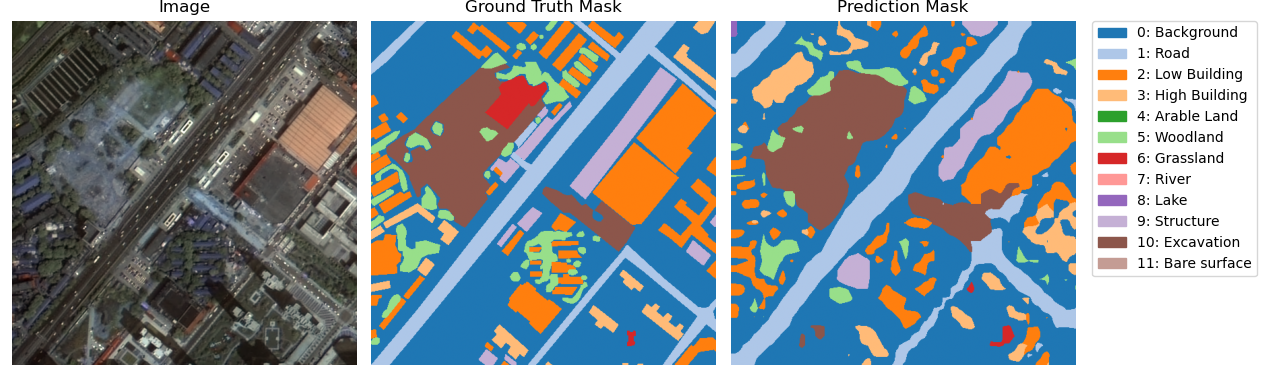 Image
Ground Truth Mask
Prediction Mask
0: Background
1: Road
2: Low Building
3: High Building
4: Arable Land
5: Woodland
6: Grassland
7: River
8: Lake
9: Structure
10: Excavation
11: Bare surface